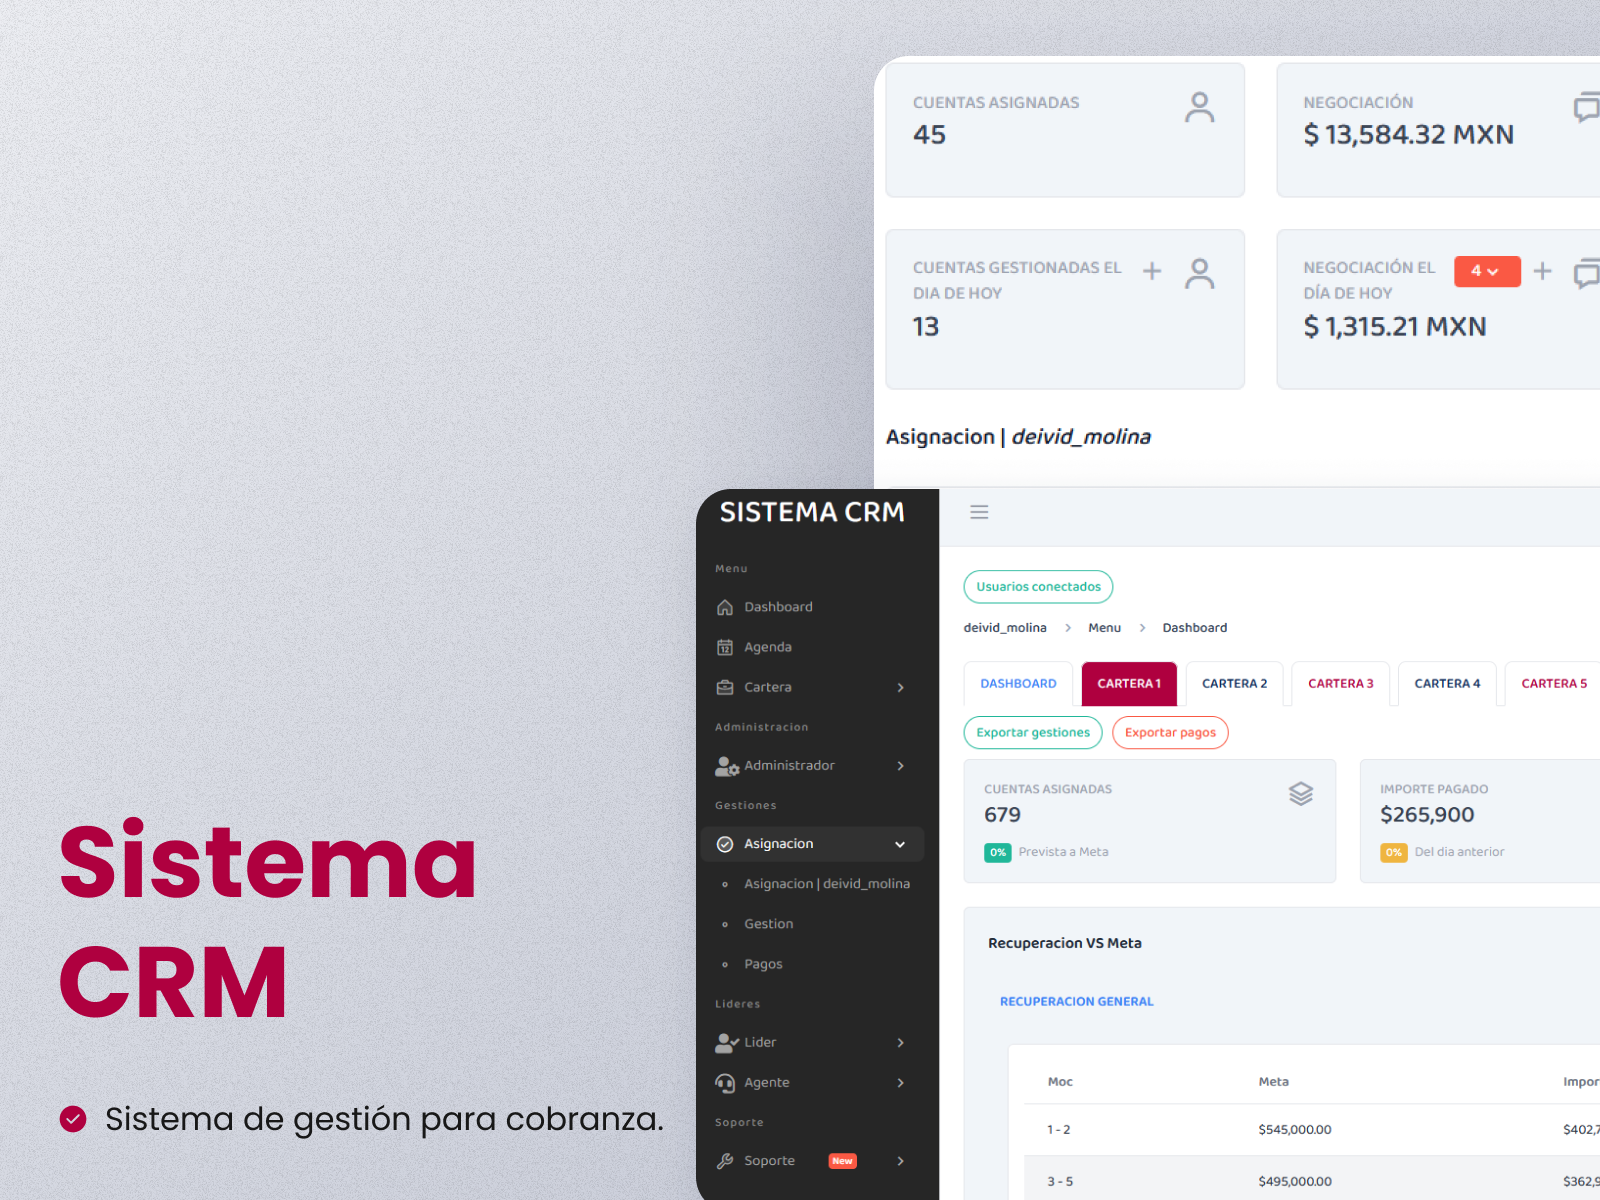 CUENTAS ASIGNADAS
45
NEGOCIACIÓN
$ 13,584.32 MXN
CUENTAS GESTIONADAS EL
DIA DE HOY
13
NEGOCIACIÓN EL
DÍA DE HOY
4
$ 1,315.21 MXN
Asignacion | deivid_molina
SISTEMA CRM
Menu
Dashboard
Agenda
12
Cartera
Administracion
Administrador
Gestiones
Asignacion
Asignacion | deivid_molina
Gestion
Pagos
Lideres
Lider
Agente
Soporte
Soporte New
Usuarios conectados
deivid_molina > Menu > Dashboard
DASHBOARD CARTERA 1 CARTERA 2 CARTERA 3 CARTERA 4 CARTERA 5
Exportar gestiones Exportar pagos
CUENTAS ASIGNADAS
679
0% Prevista a Meta
IMPORTE PAGADO
$265,900
0% Del dia anterior
Recuperacion VS Meta
RECUPERACION GENERAL
Moc Meta
1 - 2 $545,000.00
3 - 5 $495,000.00
Sistema
CRM
Sistema de gestión para cobranza.